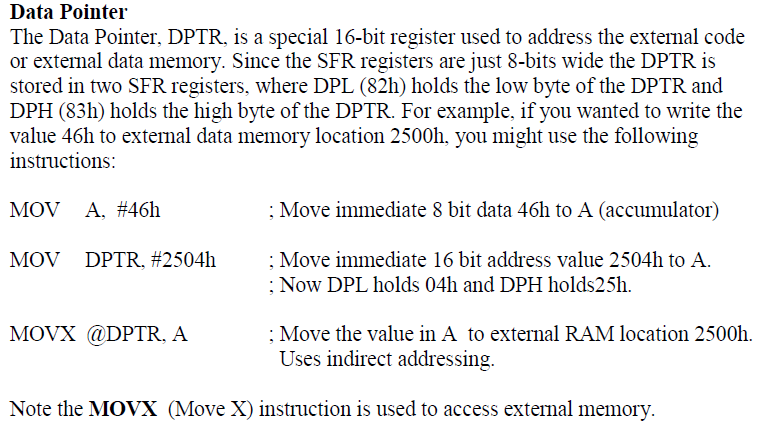 Data Pointer
The Data Pointer, DPTR, is a special 16-bit register used to address the external code
or external data memory. Since the SFR registers are just 8-bits wide the DPTR is
stored in two SFR registers, where DPL (82h) holds the low byte of the DPTR and
DPH (83h) holds the high byte of the DPTR. For example, if you wanted to write the
value 46h to external data memory location 2500h, you might use the following
instructions:
MOV A, #46h ; Move immediate 8 bit data 46h to A (accumulator)
MOV DPTR, #2504h ; Move immediate 16 bit address value 2504h to A.
; Now DPL holds 04h and DPH holds25h.
MOVX @DPTR, A ; Move the value in A to external RAM location 2500h.
Uses indirect addressing.
Note the MOVX (Move X) instruction is used to access external memory.